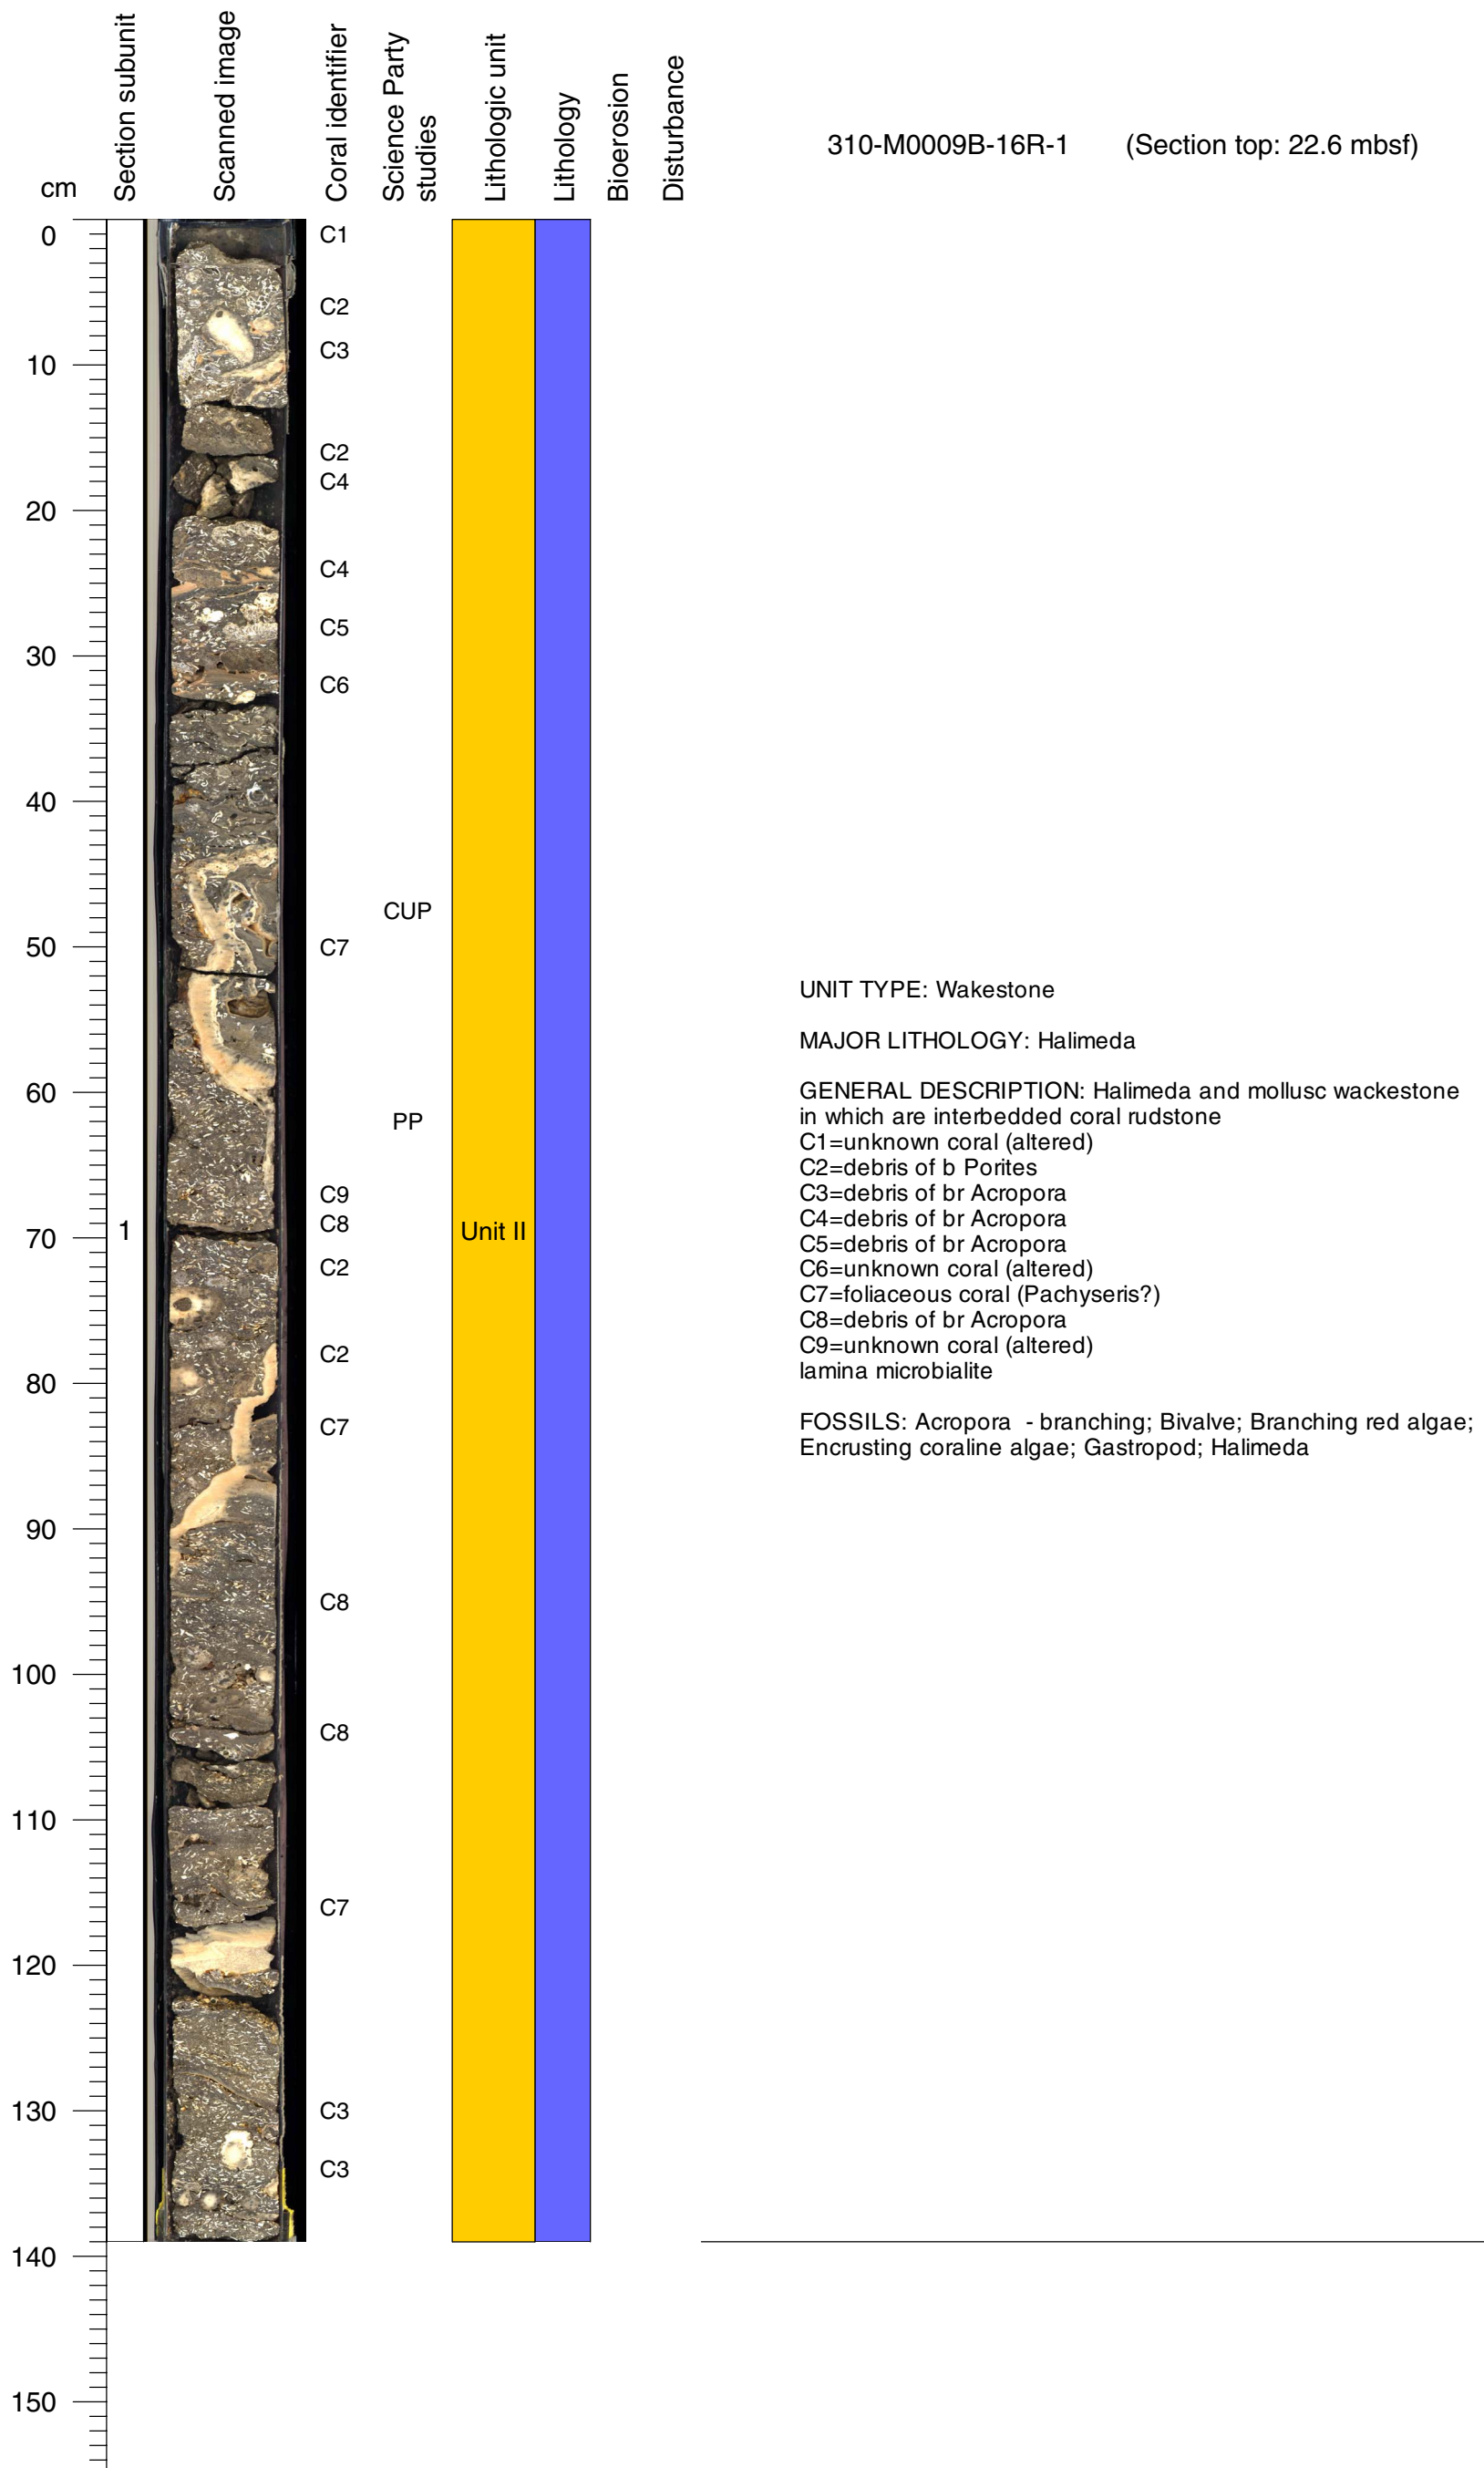 310-M0009B-16R-1 (Section top: 22.6 mbsf)
cm
Section subunit
Scanned image
Coral identifier
Science Party
studies
Lithologic unit
Lithology
Bioerosion
Disturbance
0
C1
C2
C3
10
C2
C4
20
C4
C5
30
C6
40
CUP
50
C7
60
PP
C9
C8
70
1
Unit II
C2
C2
80
C7
90
C8
100
C8
110
C7
120
130
C3
C3
140
150
UNIT TYPE: Wakestone
MAJOR LITHOLOGY: Halimeda
GENERAL DESCRIPTION: Halimeda and mollusc wackestone
in which are interbedded coral rudstone
C1=unknown coral (altered)
C2=debris of b Porites
C3=debris of br Acropora
C4=debris of br Acropora
C5=debris of br Acropora
C6=unknown coral (altered)
C7=foliaceous coral (Pachyseris?)
C8=debris of br Acropora
C9=unknown coral (altered)
lamina microbialite
FOSSILS: Acropora - branching; Bivalve; Branching red algae;
Encrusting coraline algae; Gastropod; Halimeda